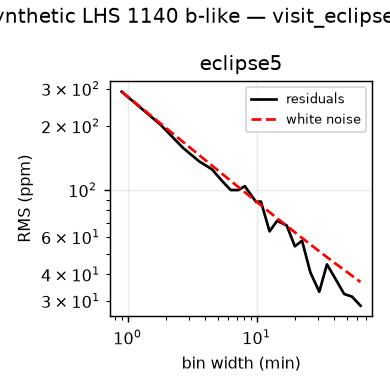 ynthetic LHS 1140 b-like — visit_eclipse
eclipse5
3 × 10²
2 × 10²
10²
6 × 10¹
4 × 10¹
3 × 10¹
RMS (ppm)
residuals
white noise
10⁰ 10¹
bin width (min)